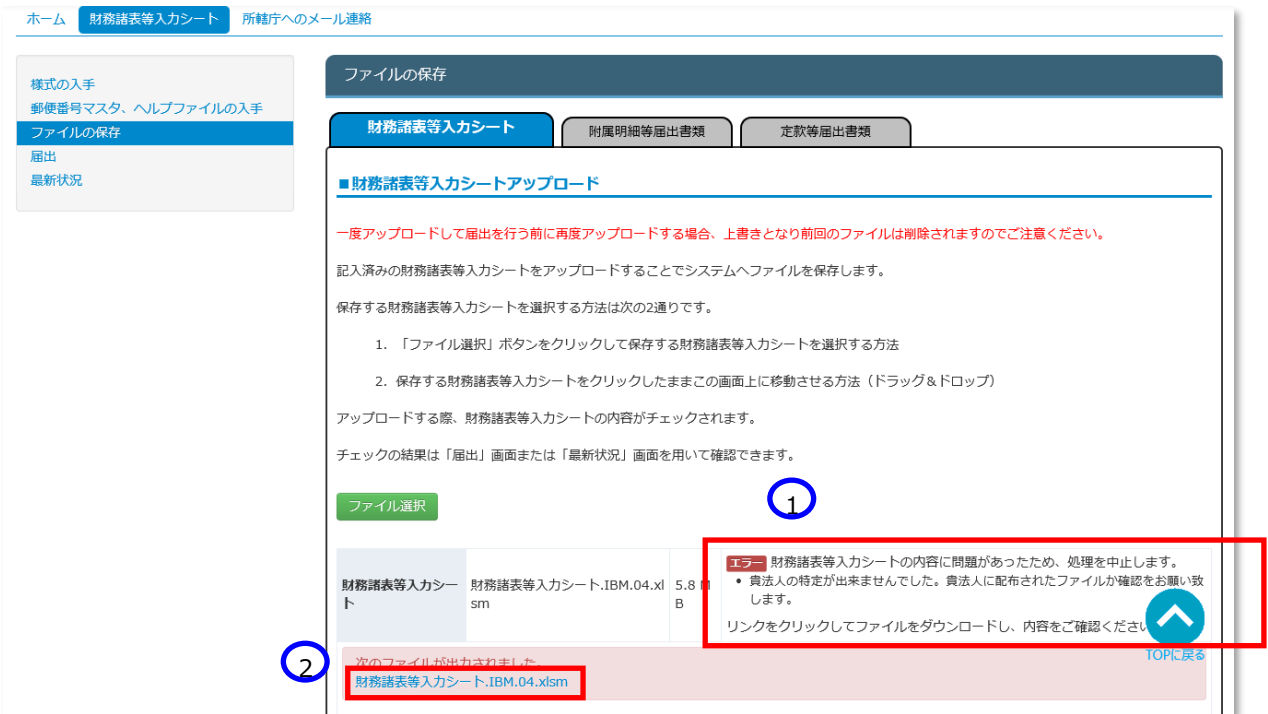 ホーム 財務諸表等入力シート 所轄庁へのメール連絡
様式の入手
郵便番号マスタ、ヘルプファイルの入手
ファイルの保存
届出
最新状況
ファイルの保存
財務諸表等入力シート 附属明細等届出書類 定款等届出書類
■財務諸表等入力シートアップロード
一度アップロードして届出を行う前に再度アップロードする場合、上書きとなり前回のファイルは削除されますのでご注意ください。
記入済みの財務諸表等入力シートをアップロードすることでシステムへファイルを保存します。
保存する財務諸表等入力シートを選択する方法は次の2通りです。
1. 「ファイル選択」ボタンをクリックして保存する財務諸表等入力シートを選択する方法
2. 保存する財務諸表等入力シートをクリックしたままこの画面上に移動させる方法（ドラッグ＆ドロップ）
アップロードする際、財務諸表等入力シートの内容がチェックされます。
チェックの結果は「届出」画面または「最新状況」画面を用いて確認できます。
ファイル選択
1
財務諸表等入力シー
ト
財務諸表等入力シート.IBM.04.xl
sm
5.8 M
B
エラー 財務諸表等入力シートの内容に問題があったため、処理を中止します。
• 貴法人の特定が出来ませんでした。貴法人に配布されたファイルか確認をお願い致
します。
リンクをクリックしてファイルをダウンロードし、内容をご確認くださ
TOPに戻る
2
次のファイルが出力されました。
財務諸表等入力シート.IBM.04.xlsm